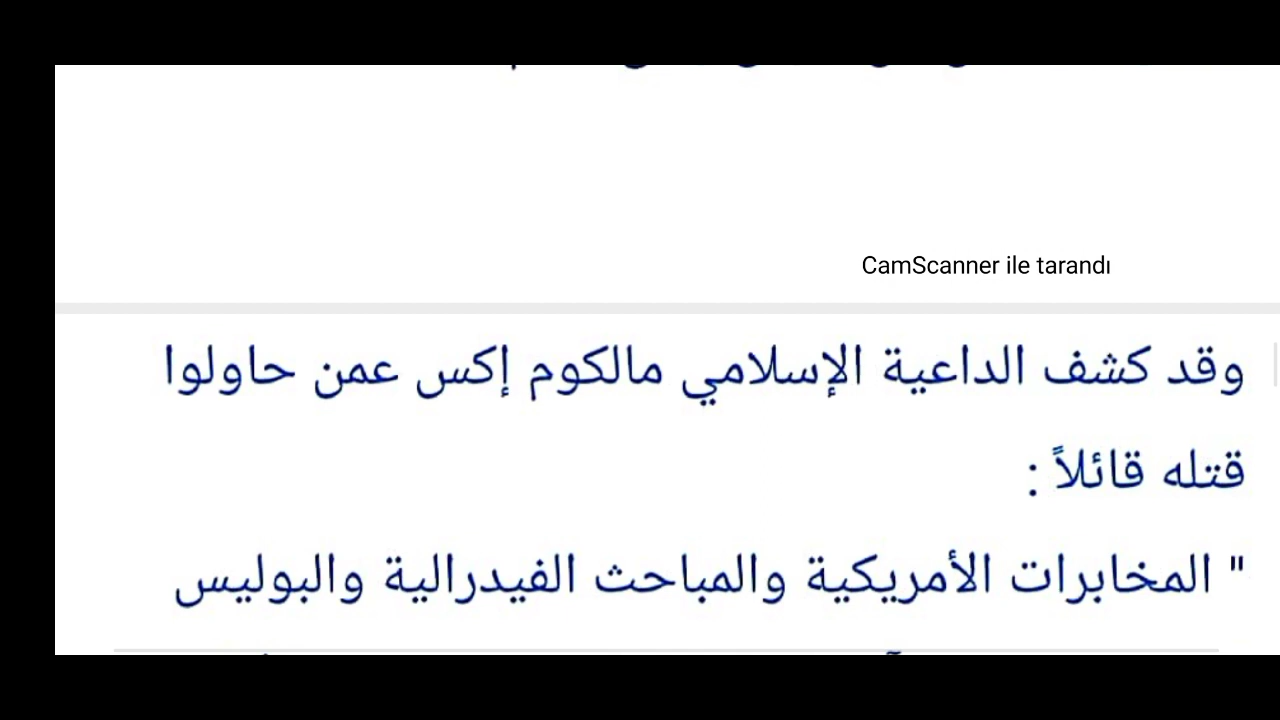 CamScanner ile tarandı
وقد كشف الداعية الإسلامي مالكوم إكس عمن حاولوا
قتله قائلاً :
" المخابرات الأمريكية والمباحث الفيدرالية والبوليس